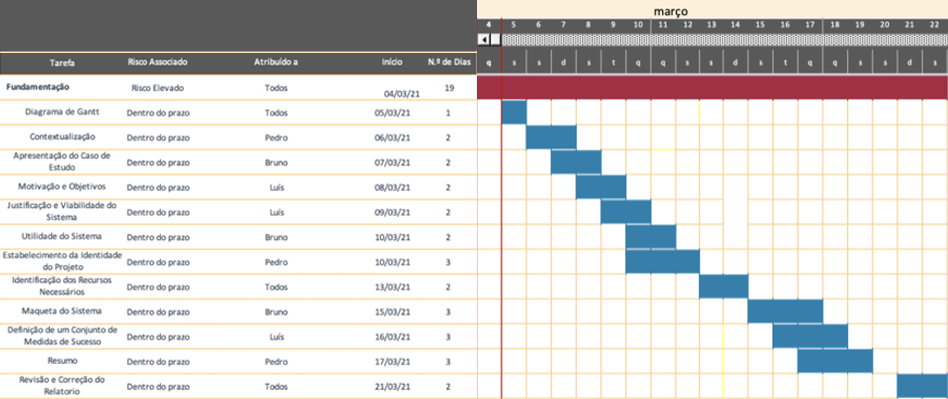 março
4 5 6 7 8 9 10 11 12 13 14 15 16 17 18 19 20 21 22
Tarefa Risco Associado Atribuído a Início N.º de Dias q s s d s t q q s s d s t q q s s d s
Fundamentação Risco Elevado Todos 04/03/21 19
Diagrama de Gantt Dentro do prazo Todos 05/03/21 1
Contextualização Dentro do prazo Pedro 06/03/21 2
Apresentação do Caso de
Estudo Dentro do prazo Bruno 07/03/21 2
Motivação e Objetivos Dentro do prazo Luís 08/03/21 2
Justificação e Viabilidade do
Sistema Dentro do prazo Luís 09/03/21 2
Utilidade do Sistema Dentro do prazo Bruno 10/03/21 2
Estabelecimento da Identidade
do Projeto Dentro do prazo Pedro 10/03/21 3
Identificação dos Recursos
Necessários Dentro do prazo Todos 13/03/21 2
Maqueta do Sistema Dentro do prazo Bruno 15/03/21 3
Definição de um Conjunto de
Medidas de Sucesso Dentro do prazo Luís 16/03/21 3
Resumo Dentro do prazo Pedro 17/03/21 3
Revisão e Correção do
Relatorio Dentro do prazo Todos 21/03/21 2